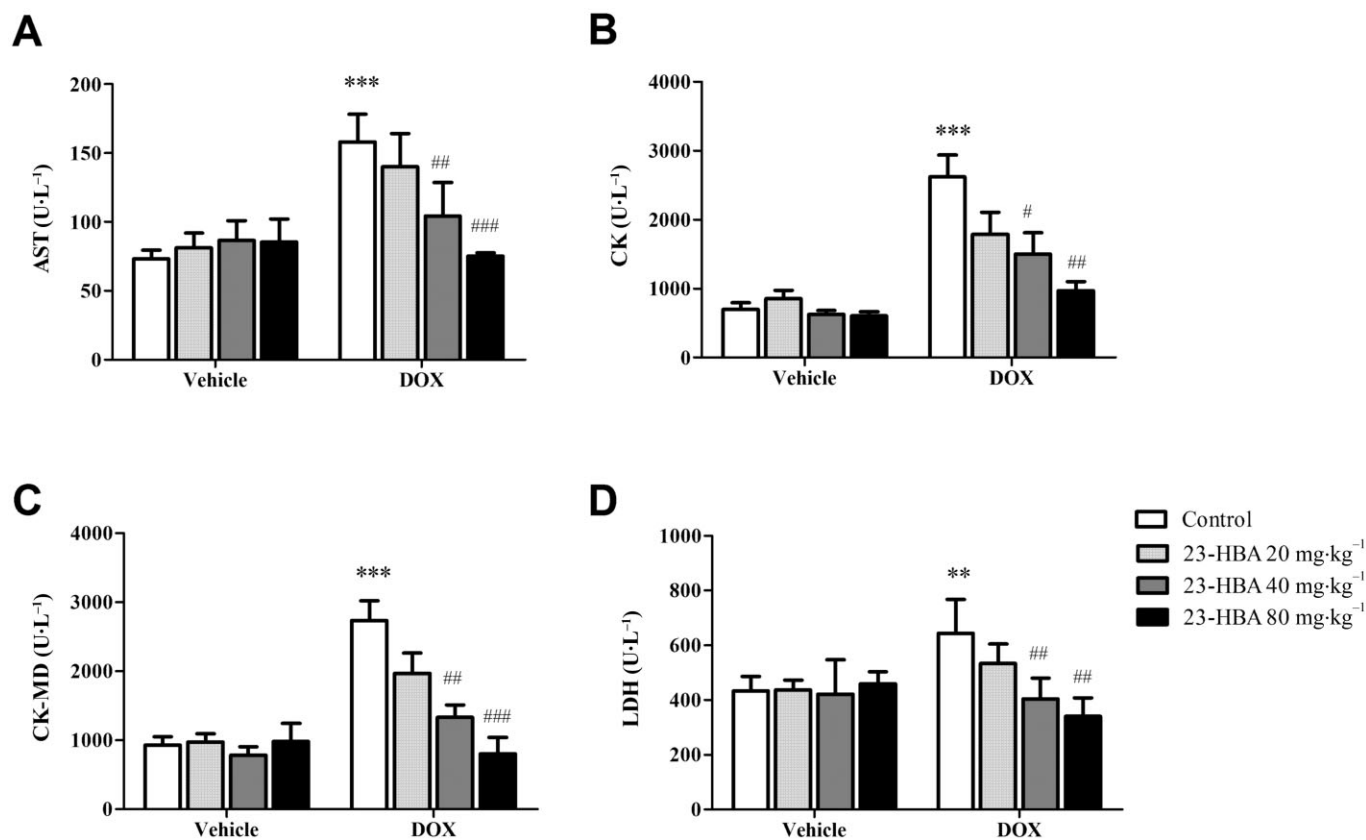 A
AST (U·L⁻¹)
200
150
100
50
0
***
##
###
Vehicle
DOX
B
CK (U·L⁻¹)
4000
3000
2000
1000
0
***
#
##
Vehicle
DOX
C
CK-MD (U·L⁻¹)
4000
3000
2000
1000
0
***
##
###
Vehicle
DOX
D
LDH (U·L⁻¹)
1000
800
600
400
200
0
**
##
##
Vehicle
DOX
Control
23-HBA 20 mg·kg⁻¹
23-HBA 40 mg·kg⁻¹
23-HBA 80 mg·kg⁻¹